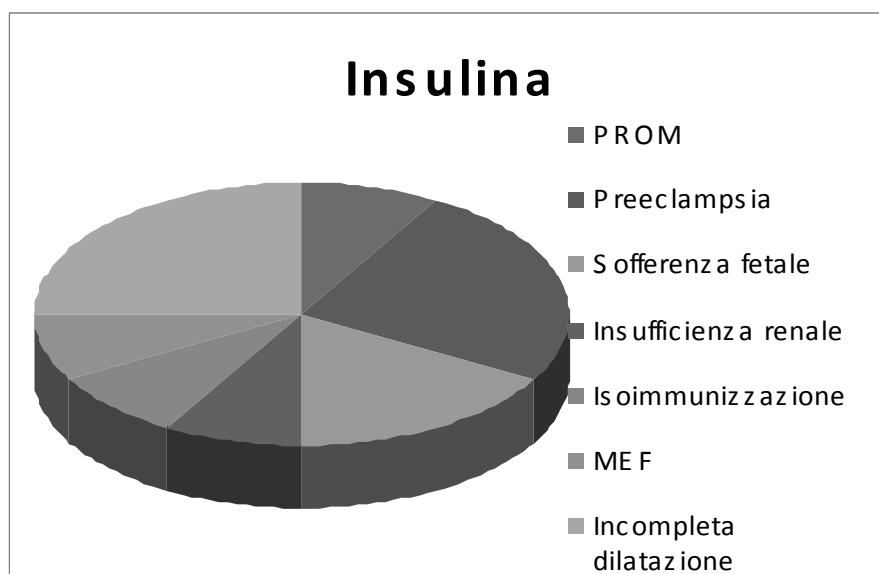 Insulina
PROM
Preeclampsia
Sofferenza fetale
Insufficienza renale
Isoimmunizzazione
MEF
Incompleta
dilatazione